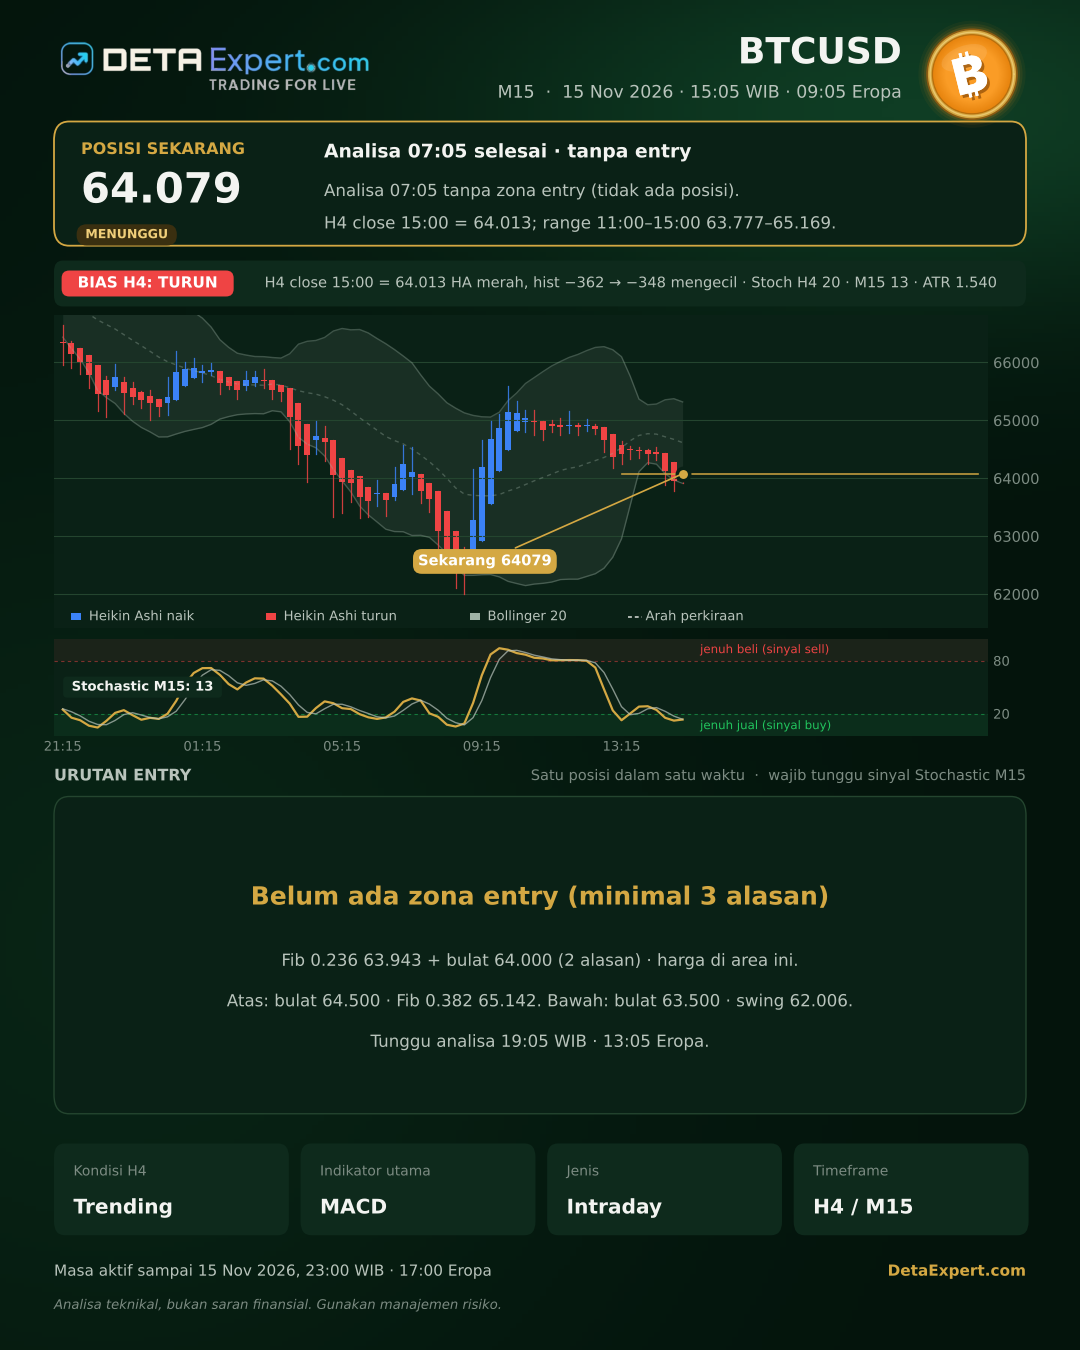 DETA Expert.com
TRADING FOR LIVE
BTCUSD
M15 · 15 Nov 2026 · 15:05 WIB · 09:05 Eropa
POSISI SEKARANG
64.079
MENUNGGU
Analisa 07:05 selesai · tanpa entry
Analisa 07:05 tanpa zona entry (tidak ada posisi).
H4 close 15:00 = 64.013; range 11:00–15:00 63.777–65.169.
BIAS H4: TURUN
H4 close 15:00 = 64.013 HA merah, hist −362 → −348 mengecil · Stoch H4 20 · M15 13 · ATR 1.540
66000
65000
64000
63000
62000
Sekarang 64079
Heikin Ashi naik
Heikin Ashi turun
Bollinger 20
Arah perkiraan
jenuh beli (sinyal sell)
80
Stochastic M15: 13
20
jenuh jual (sinyal buy)
21:15
01:15
05:15
09:15
13:15
URUTAN ENTRY
Satu posisi dalam satu waktu · wajib tunggu sinyal Stochastic M15
Belum ada zona entry (minimal 3 alasan)
Fib 0.236 63.943 + bulat 64.000 (2 alasan) · harga di area ini.
Atas: bulat 64.500 · Fib 0.382 65.142. Bawah: bulat 63.500 · swing 62.006.
Tunggu analisa 19:05 WIB · 13:05 Eropa.
Kondisi H4
Trending
Indikator utama
MACD
Jenis
Intraday
Timeframe
H4 / M15
Masa aktif sampai 15 Nov 2026, 23:00 WIB · 17:00 Eropa
DetaExpert.com
Analisa teknikal, bukan saran finansial. Gunakan manajemen risiko.